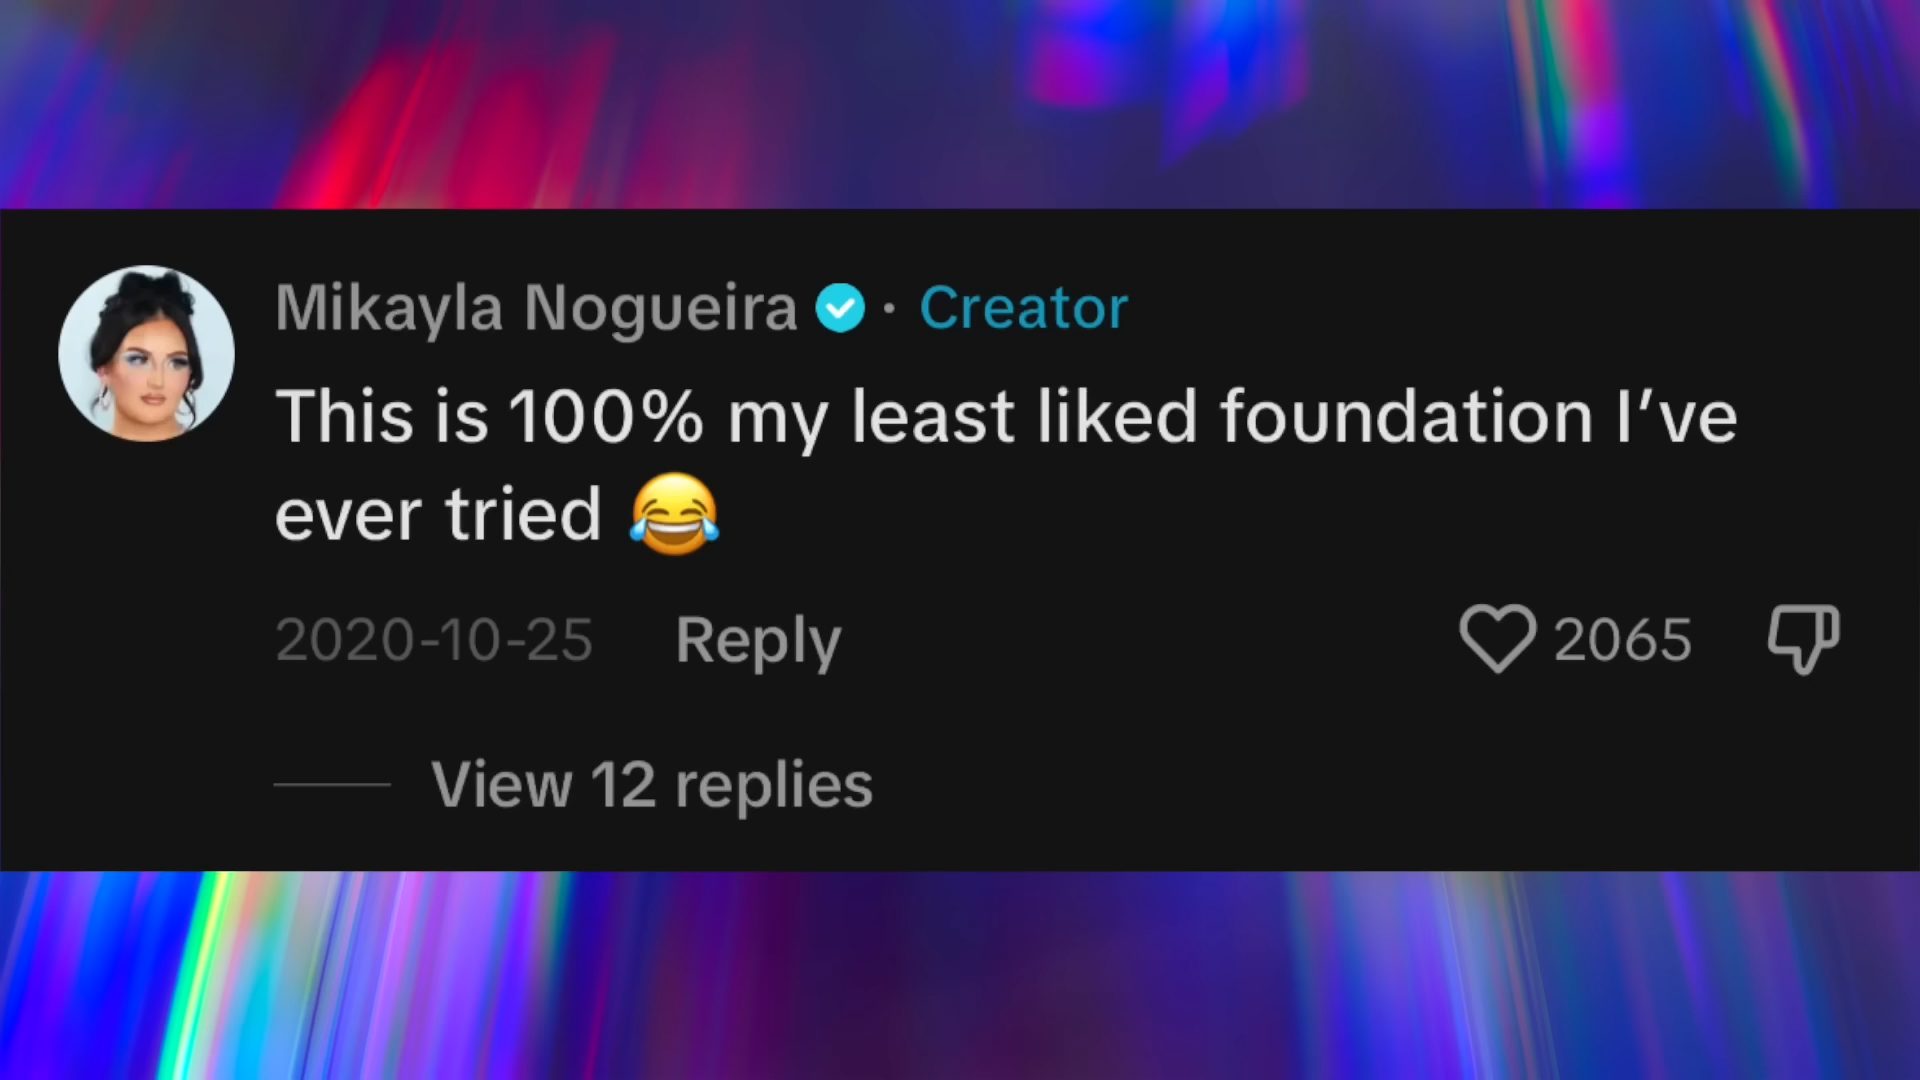 Mikayla Nogueira · Creator
This is 100% my least liked foundation I’ve
ever tried 😂
2020-10-25 Reply 2065
View 12 replies